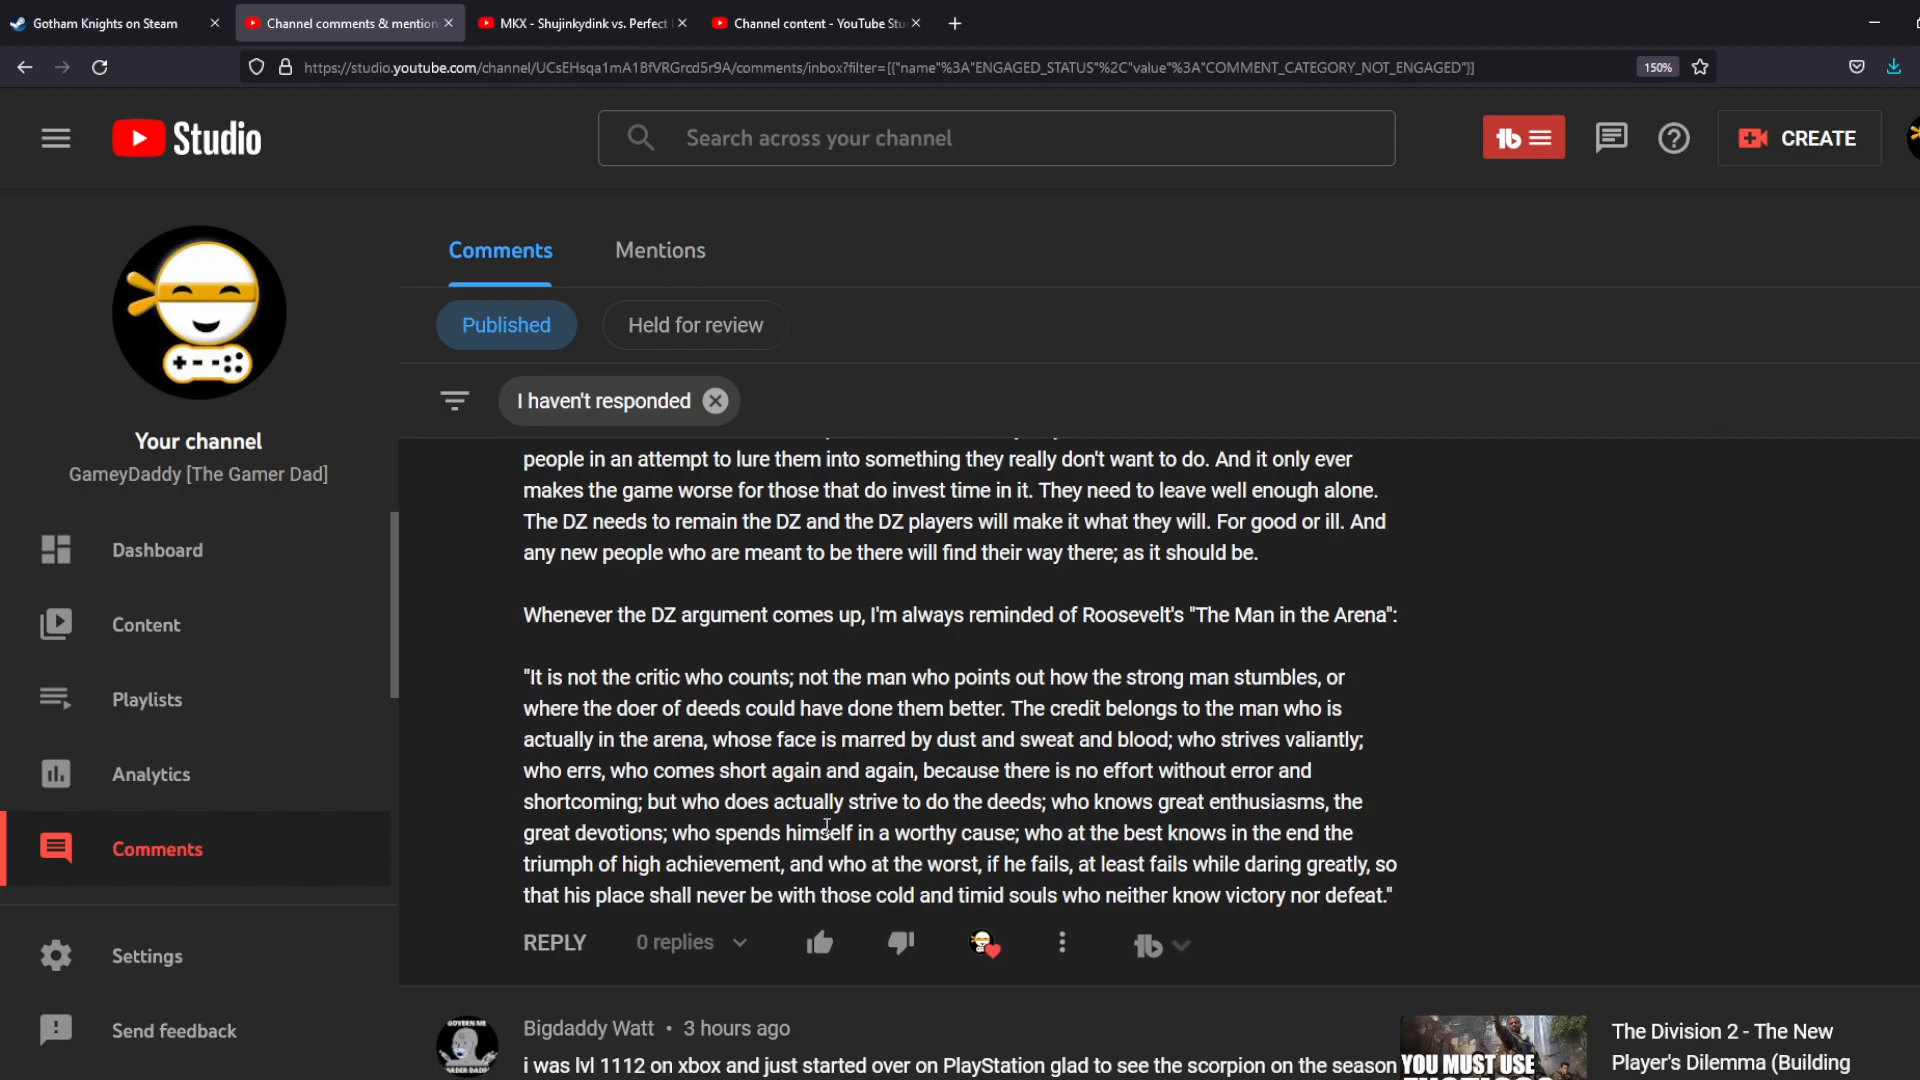 Gotham Knights on Steam
Channel comments & mention
MKX - Shujinkydink vs. Perfect
Channel content - YouTube Stu
https://studio.youtube.com/channel/UCsEHsqa1mA1BfVRGrcd5r9A/comments/inbox?filter=[{"name"%3A"ENGAGED_STATUS"%2C"value"%3A"COMMENT_CATEGORY_NOT_ENGAGED"}]
150%
Studio
Search across your channel
CREATE
Your channel
GameyDaddy [The Gamer Dad]
Dashboard
Content
Playlists
Analytics
Comments
Settings
Send feedback
Comments
Mentions
Published
Held for review
I haven't responded
people in an attempt to lure them into something they really don't want to do. And it only ever
makes the game worse for those that do invest time in it. They need to leave well enough alone.
The DZ needs to remain the DZ and the DZ players will make it what they will. For good or ill. And
any new people who are meant to be there will find their way there; as it should be.
Whenever the DZ argument comes up, I'm always reminded of Roosevelt's "The Man in the Arena":
"It is not the critic who counts; not the man who points out how the strong man stumbles, or
where the doer of deeds could have done them better. The credit belongs to the man who is
actually in the arena, whose face is marred by dust and sweat and blood; who strives valiantly;
who errs, who comes short again and again, because there is no effort without error and
shortcoming; but who does actually strive to do the deeds; who knows great enthusiasms, the
great devotions; who spends himself in a worthy cause; who at the best knows in the end the
triumph of high achievement, and who at the worst, if he fails, at least fails while daring greatly, so
that his place shall never be with those cold and timid souls who neither know victory nor defeat."
REPLY
0 replies
Bigdaddy Watt • 3 hours ago
i was lvl 1112 on xbox and just started over on PlayStation glad to see the scorpion on the season
GOVERN ME
HARDER DADDY
YOU MUST USE
The Division 2 - The New
Player's Dilemma (Building